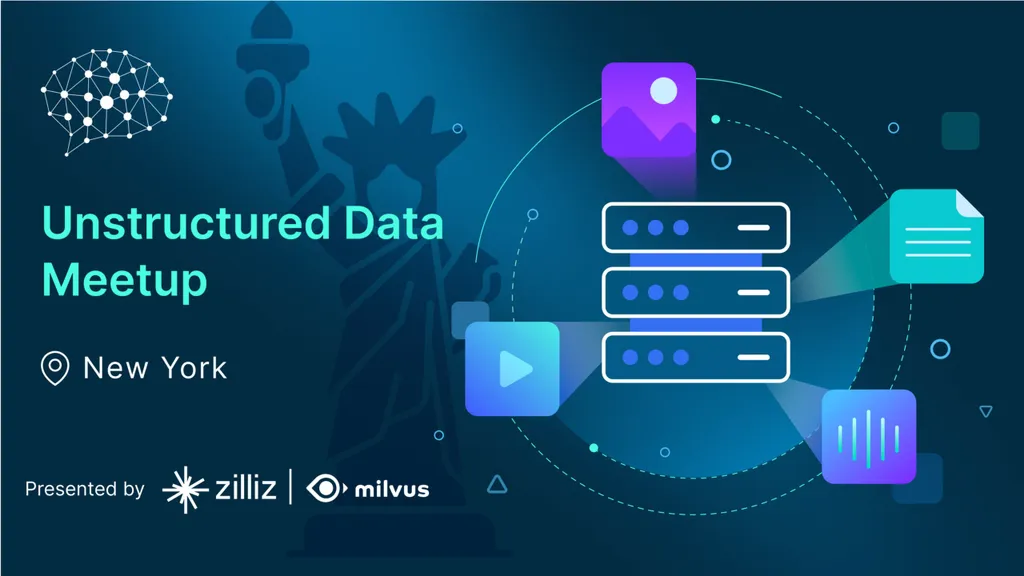 Unstructured Data
Meetup
New York
Presented by zilliz | milvus